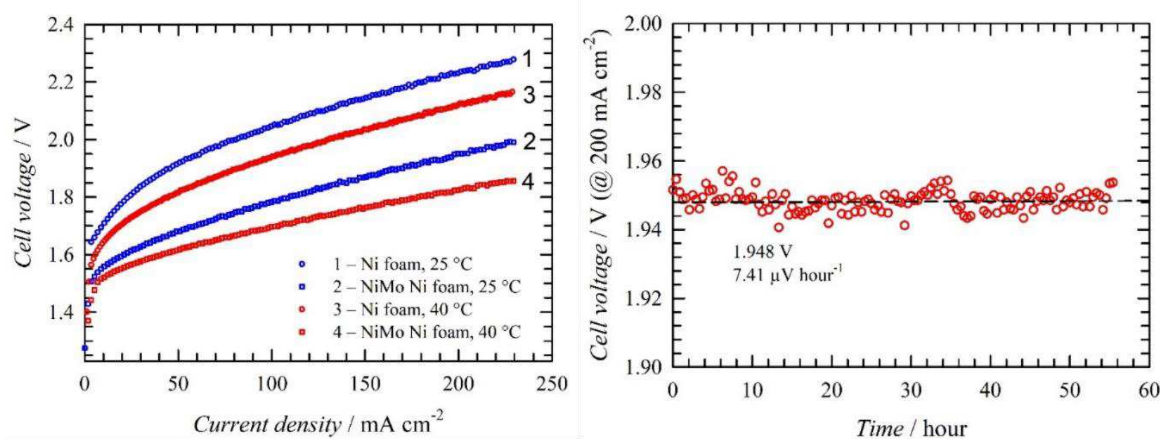 2.4
2.2
2.0
1.8
1.6
1.4
Cell voltage / V
0
50
100
150
200
250
Current density / mA cm-2
1
3
2
4
1 – Ni foam, 25 °C
2 – NiMo Ni foam, 25 °C
3 – Ni foam, 40 °C
4 – NiMo Ni foam, 40 °C
2.00
1.98
1.96
1.94
1.92
1.90
Cell voltage / V (@ 200 mA cm-2)
1.948 V
7.41 µV hour-1
0
10
20
30
40
50
60
Time / hour